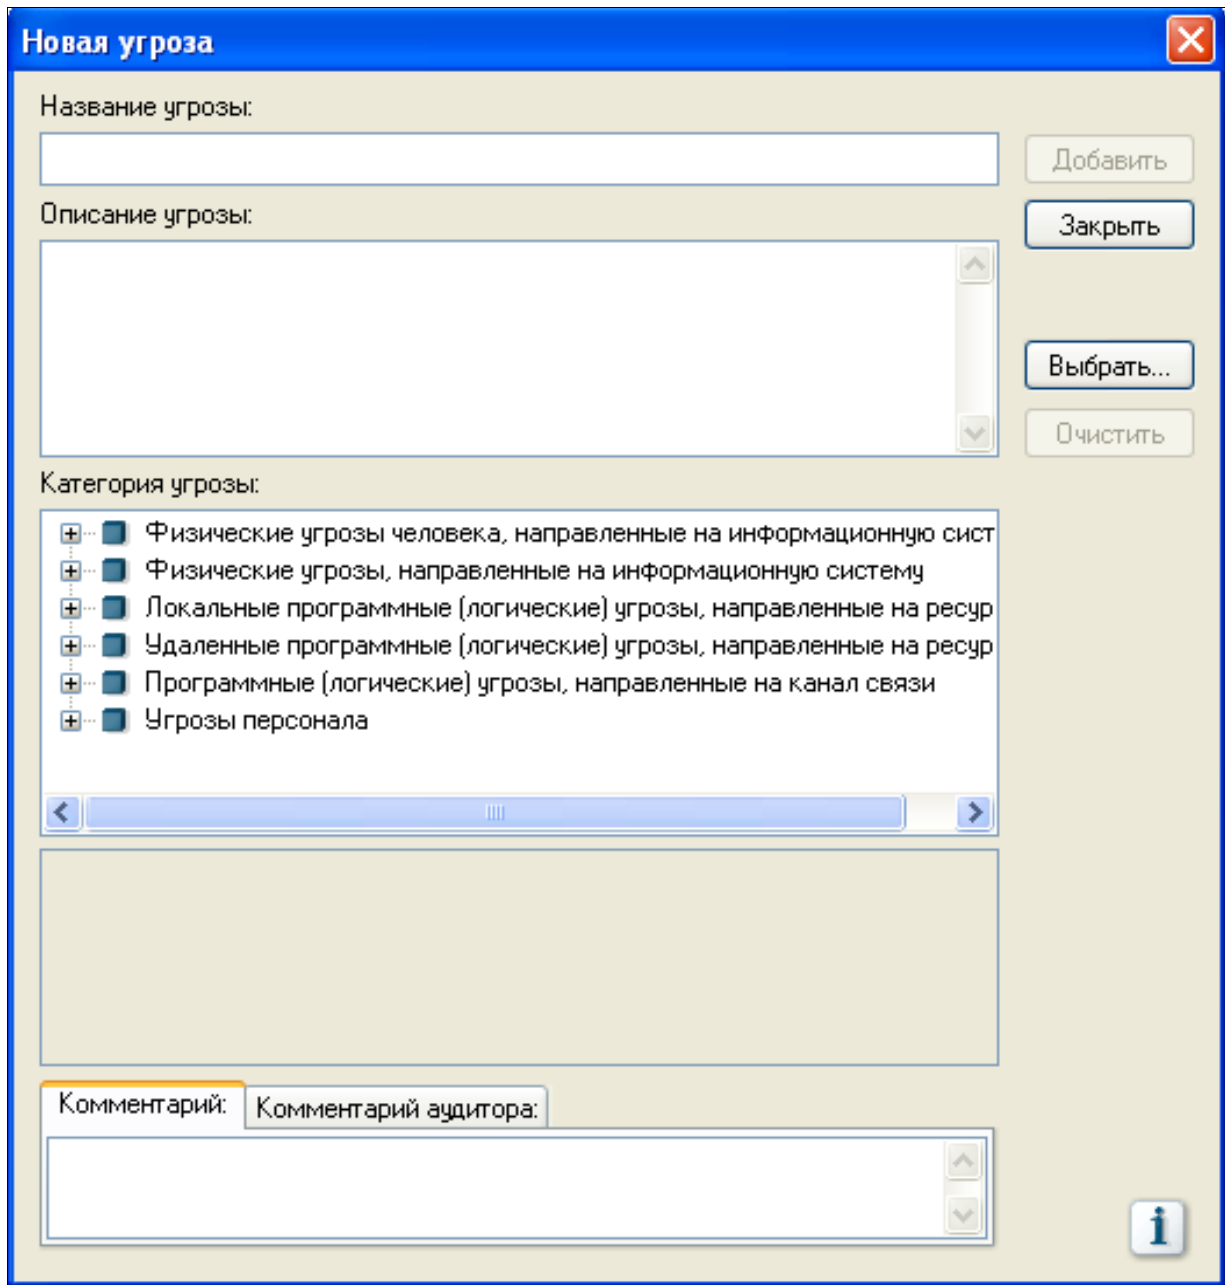 Новая угроза
Название угрозы:
Добавить
Описание угрозы:
Закрыть
Выбрать...
Очистить
Категория угрозы:
Физические угрозы человека, направленные на информационную сист
Физические угрозы, направленные на информационную систему
Локальные программные (логические) угрозы, направленные на ресур
Удаленные программные (логические) угрозы, направленные на ресур
Программные (логические) угрозы, направленные на канал связи
Угрозы персонала
Комментарий: Комментарий аудитора: